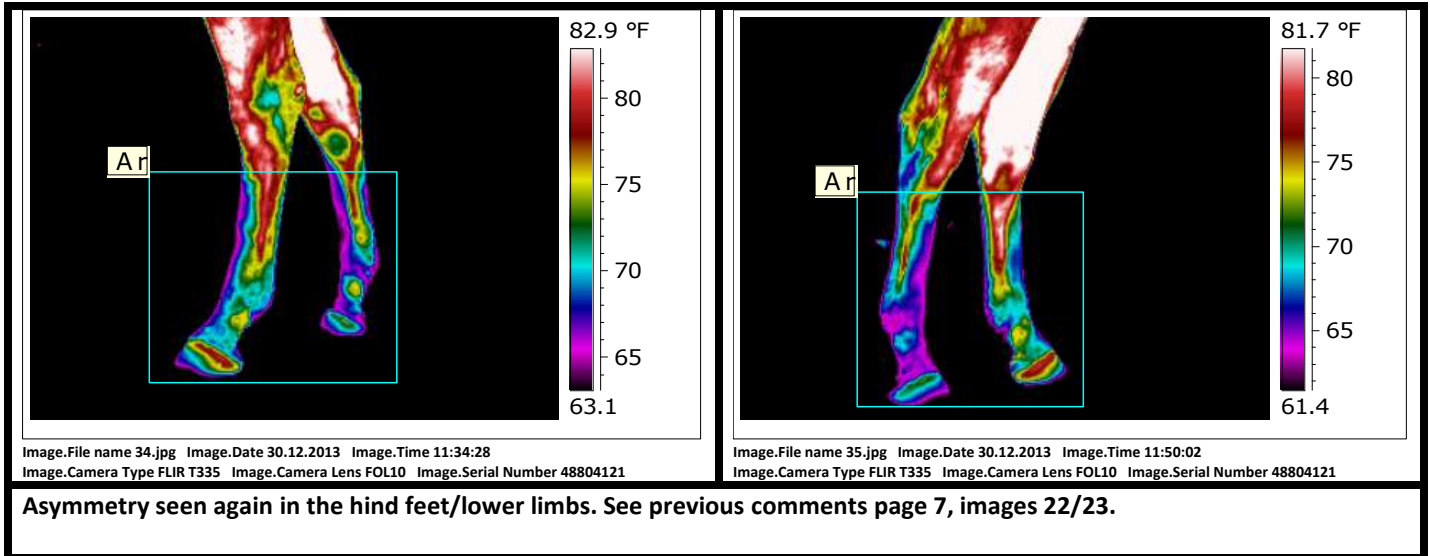 82.9 °F
80
75
70
65
63.1
Ar
Image.File name 34.jpg Image.Date 30.12.2013 Image.Time 11:34:28
Image.Camera Type FLIR T335 Image.Camera Lens FOL10 Image.Serial Number 48804121
81.7 °F
80
75
70
65
61.4
Ar
Image.File name 35.jpg Image.Date 30.12.2013 Image.Time 11:50:02
Image.Camera Type FLIR T335 Image.Camera Lens FOL10 Image.Serial Number 48804121
Asymmetry seen again in the hind feet/lower limbs. See previous comments page 7, images 22/23.